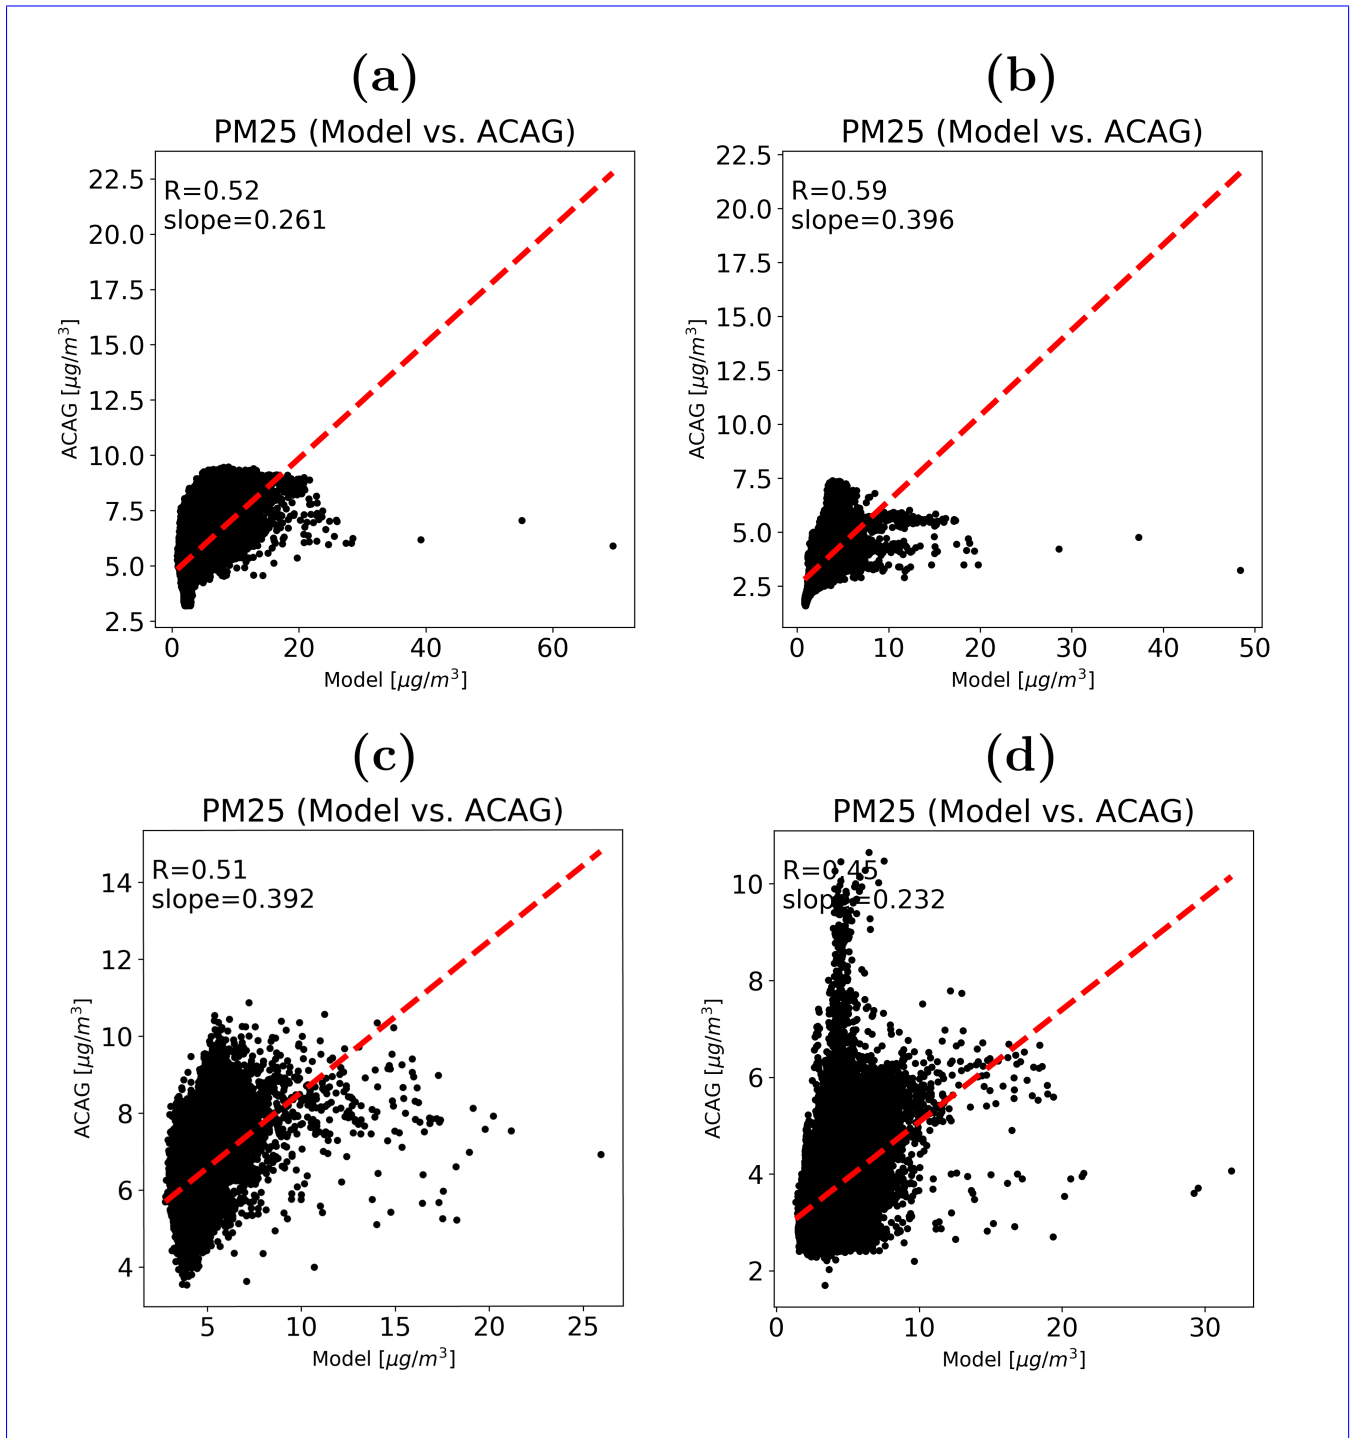 (a)
PM25 (Model vs. ACAG)
R=0.52
slope=0.261
22.5
20.0
17.5
15.0
12.5
10.0
7.5
5.0
2.5
ACAG [μg/m³]
0 20 40 60
Model [μg/m³]
(b)
PM25 (Model vs. ACAG)
R=0.59
slope=0.396
22.5
20.0
17.5
15.0
12.5
10.0
7.5
5.0
2.5
ACAG [μg/m³]
0 10 20 30 40 50
Model [μg/m³]
(c)
PM25 (Model vs. ACAG)
R=0.51
slope=0.392
14
12
10
8
6
4
ACAG [μg/m³]
5 10 15 20 25
Model [μg/m³]
(d)
PM25 (Model vs. ACAG)
R=0.45
slope=0.232
10
8
6
4
2
ACAG [μg/m³]
0 10 20 30
Model [μg/m³]